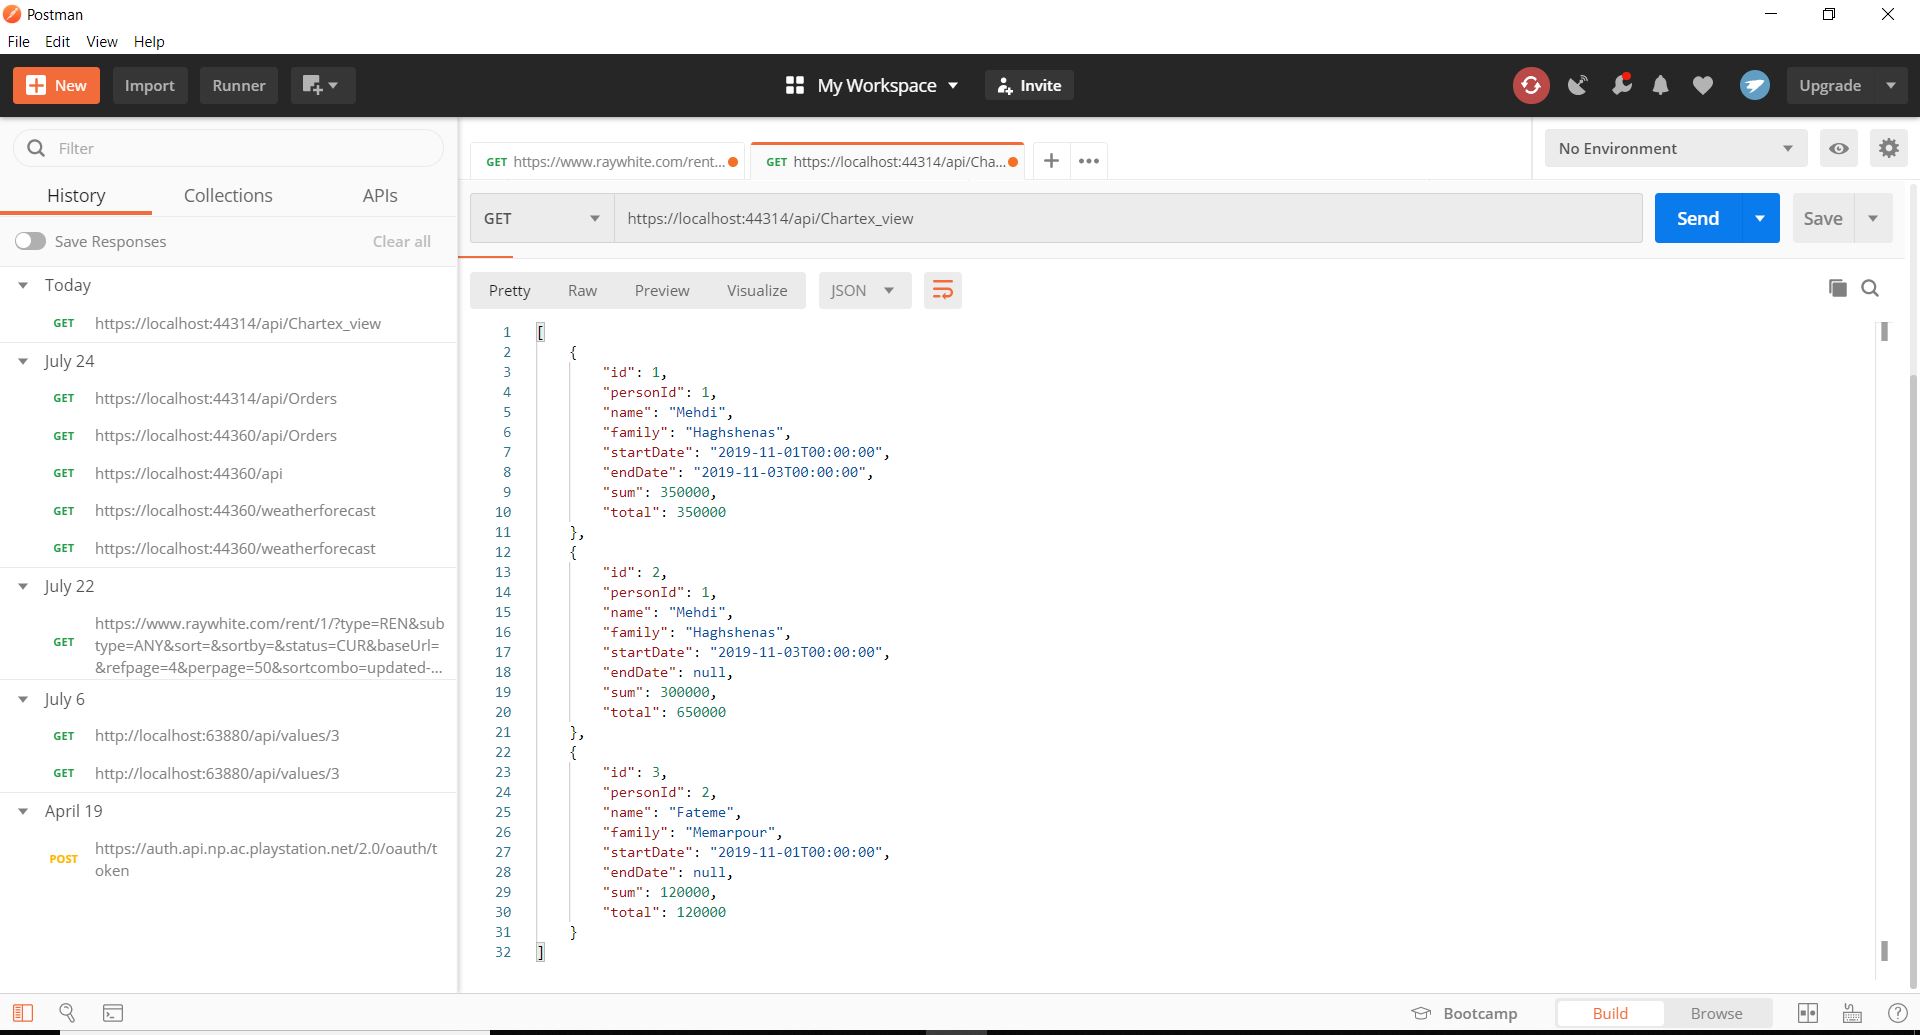 Postman
File Edit View Help
New Import Runner My Workspace Invite Upgrade
Filter
History Collections APIs
Save Responses Clear all
Today
GET https://localhost:44314/api/Chartex_view
July 24
GET https://localhost:44314/api/Orders
GET https://localhost:44360/api/Orders
GET https://localhost:44360/api
GET https://localhost:44360/weatherforecast
GET https://localhost:44360/weatherforecast
July 22
GET https://www.raywhite.com/rent/1/?type=REN&sub
type=ANY&sort=&sortby=&status=CUR&baseUrl=
&refpage=4&perpage=50&sortcombo=updated-...
July 6
GET http://localhost:63880/api/values/3
GET http://localhost:63880/api/values/3
April 19
POST https://auth.api.np.ac.playstation.net/2.0/oauth/t
oken
GET https://www.raywhite.com/rent... GET https://localhost:44314/api/Cha... + ••• No Environment
GET https://localhost:44314/api/Chartex_view Send Save
Pretty Raw Preview Visualize JSON
1 [
2 {
3 "id": 1,
4 "personId": 1,
5 "name": "Mehdi",
6 "family": "Haghshenas",
7 "startDate": "2019-11-01T00:00:00",
8 "endDate": "2019-11-03T00:00:00",
9 "sum": 350000,
10 "total": 350000
11 },
12 {
13 "id": 2,
14 "personId": 1,
15 "name": "Mehdi",
16 "family": "Haghshenas",
17 "startDate": "2019-11-03T00:00:00",
18 "endDate": null,
19 "sum": 300000,
20 "total": 650000
21 },
22 {
23 "id": 3,
24 "personId": 2,
25 "name": "Fateme",
26 "family": "Memarpour",
27 "startDate": "2019-11-01T00:00:00",
28 "endDate": null,
29 "sum": 120000,
30 "total": 120000
31 }
32 ]
Bootcamp Build Browse